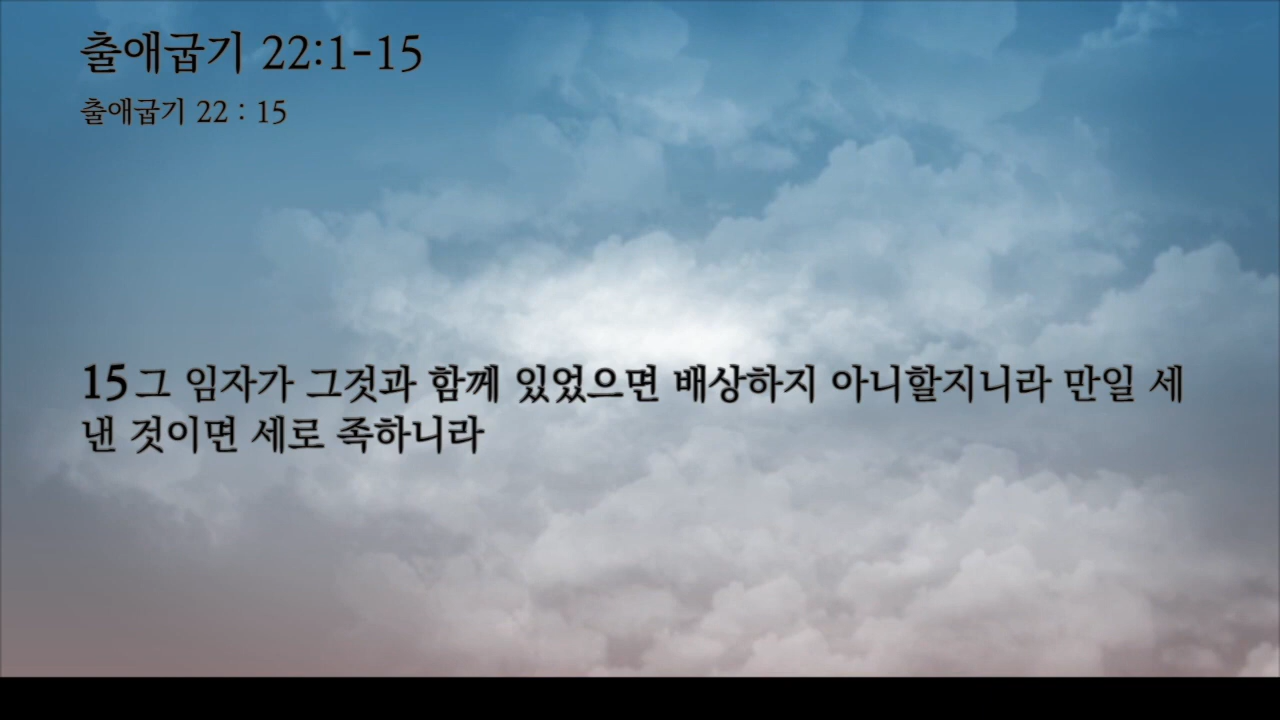 출애굽기 22:1-15
출애굽기 22 : 15
15 그 임자가 그것과 함께 있었으면 배상하지 아니할지니라 만일 세
낸 것이면 세로 족하니라